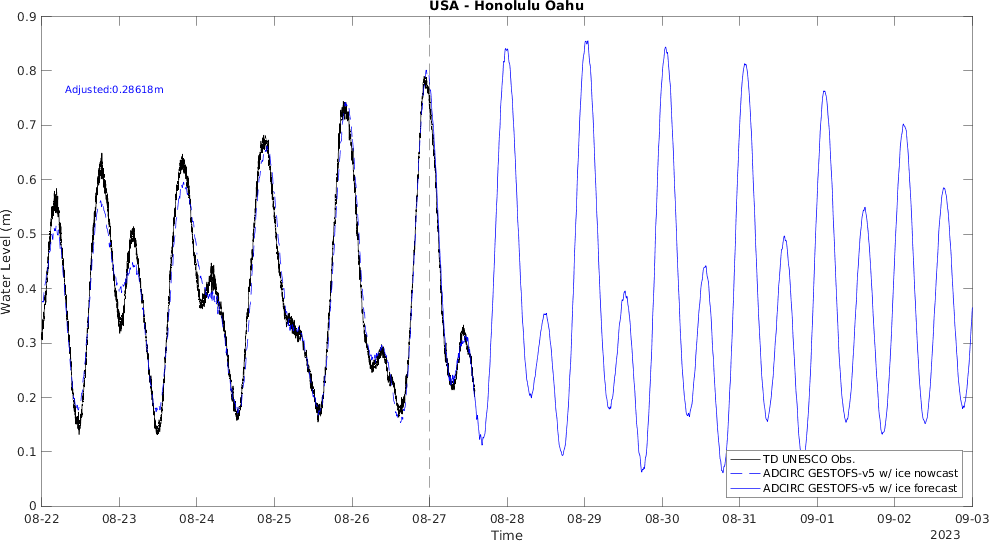 USA - Honolulu Oahu
0.9
0.8
0.7
0.6
0.5
0.4
0.3
0.2
0.1
0
Water Level (m)
Adjusted:0.28618m
TD UNESCO Obs.
ADCIRC GESTOFS-v5 w/ ice nowcast
ADCIRC GESTOFS-v5 w/ ice forecast
08-22 08-23 08-24 08-25 08-26 08-27 08-28 08-29 08-30 08-31 09-01 09-02 09-03
Time
2023